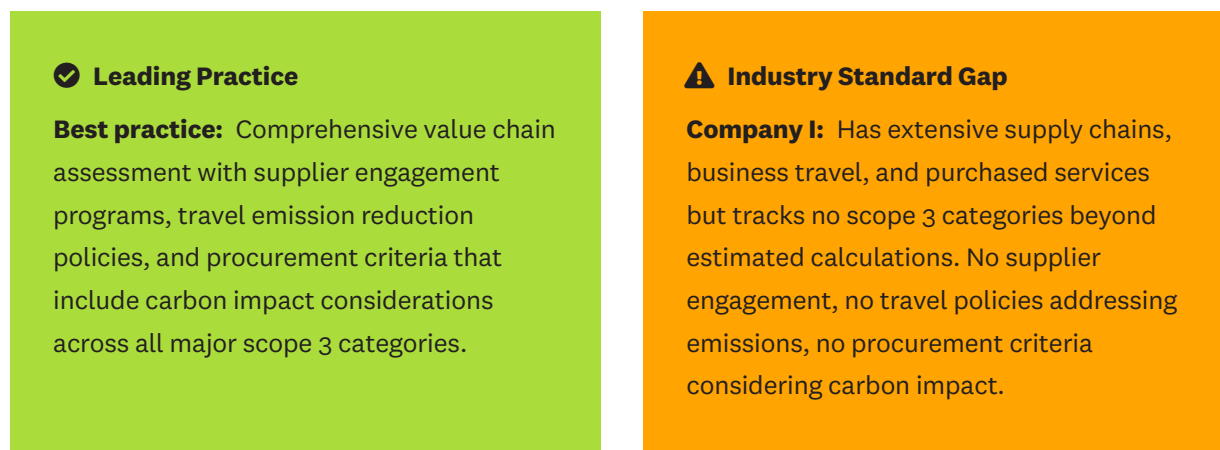 Leading Practice
Best practice: Comprehensive value chain
assessment with supplier engagement
programs, travel emission reduction
policies, and procurement criteria that
include carbon impact considerations
across all major scope 3 categories.
Industry Standard Gap
Company I: Has extensive supply chains,
business travel, and purchased services
but tracks no scope 3 categories beyond
estimated calculations. No supplier
engagement, no travel policies addressing
emissions, no procurement criteria
considering carbon impact.